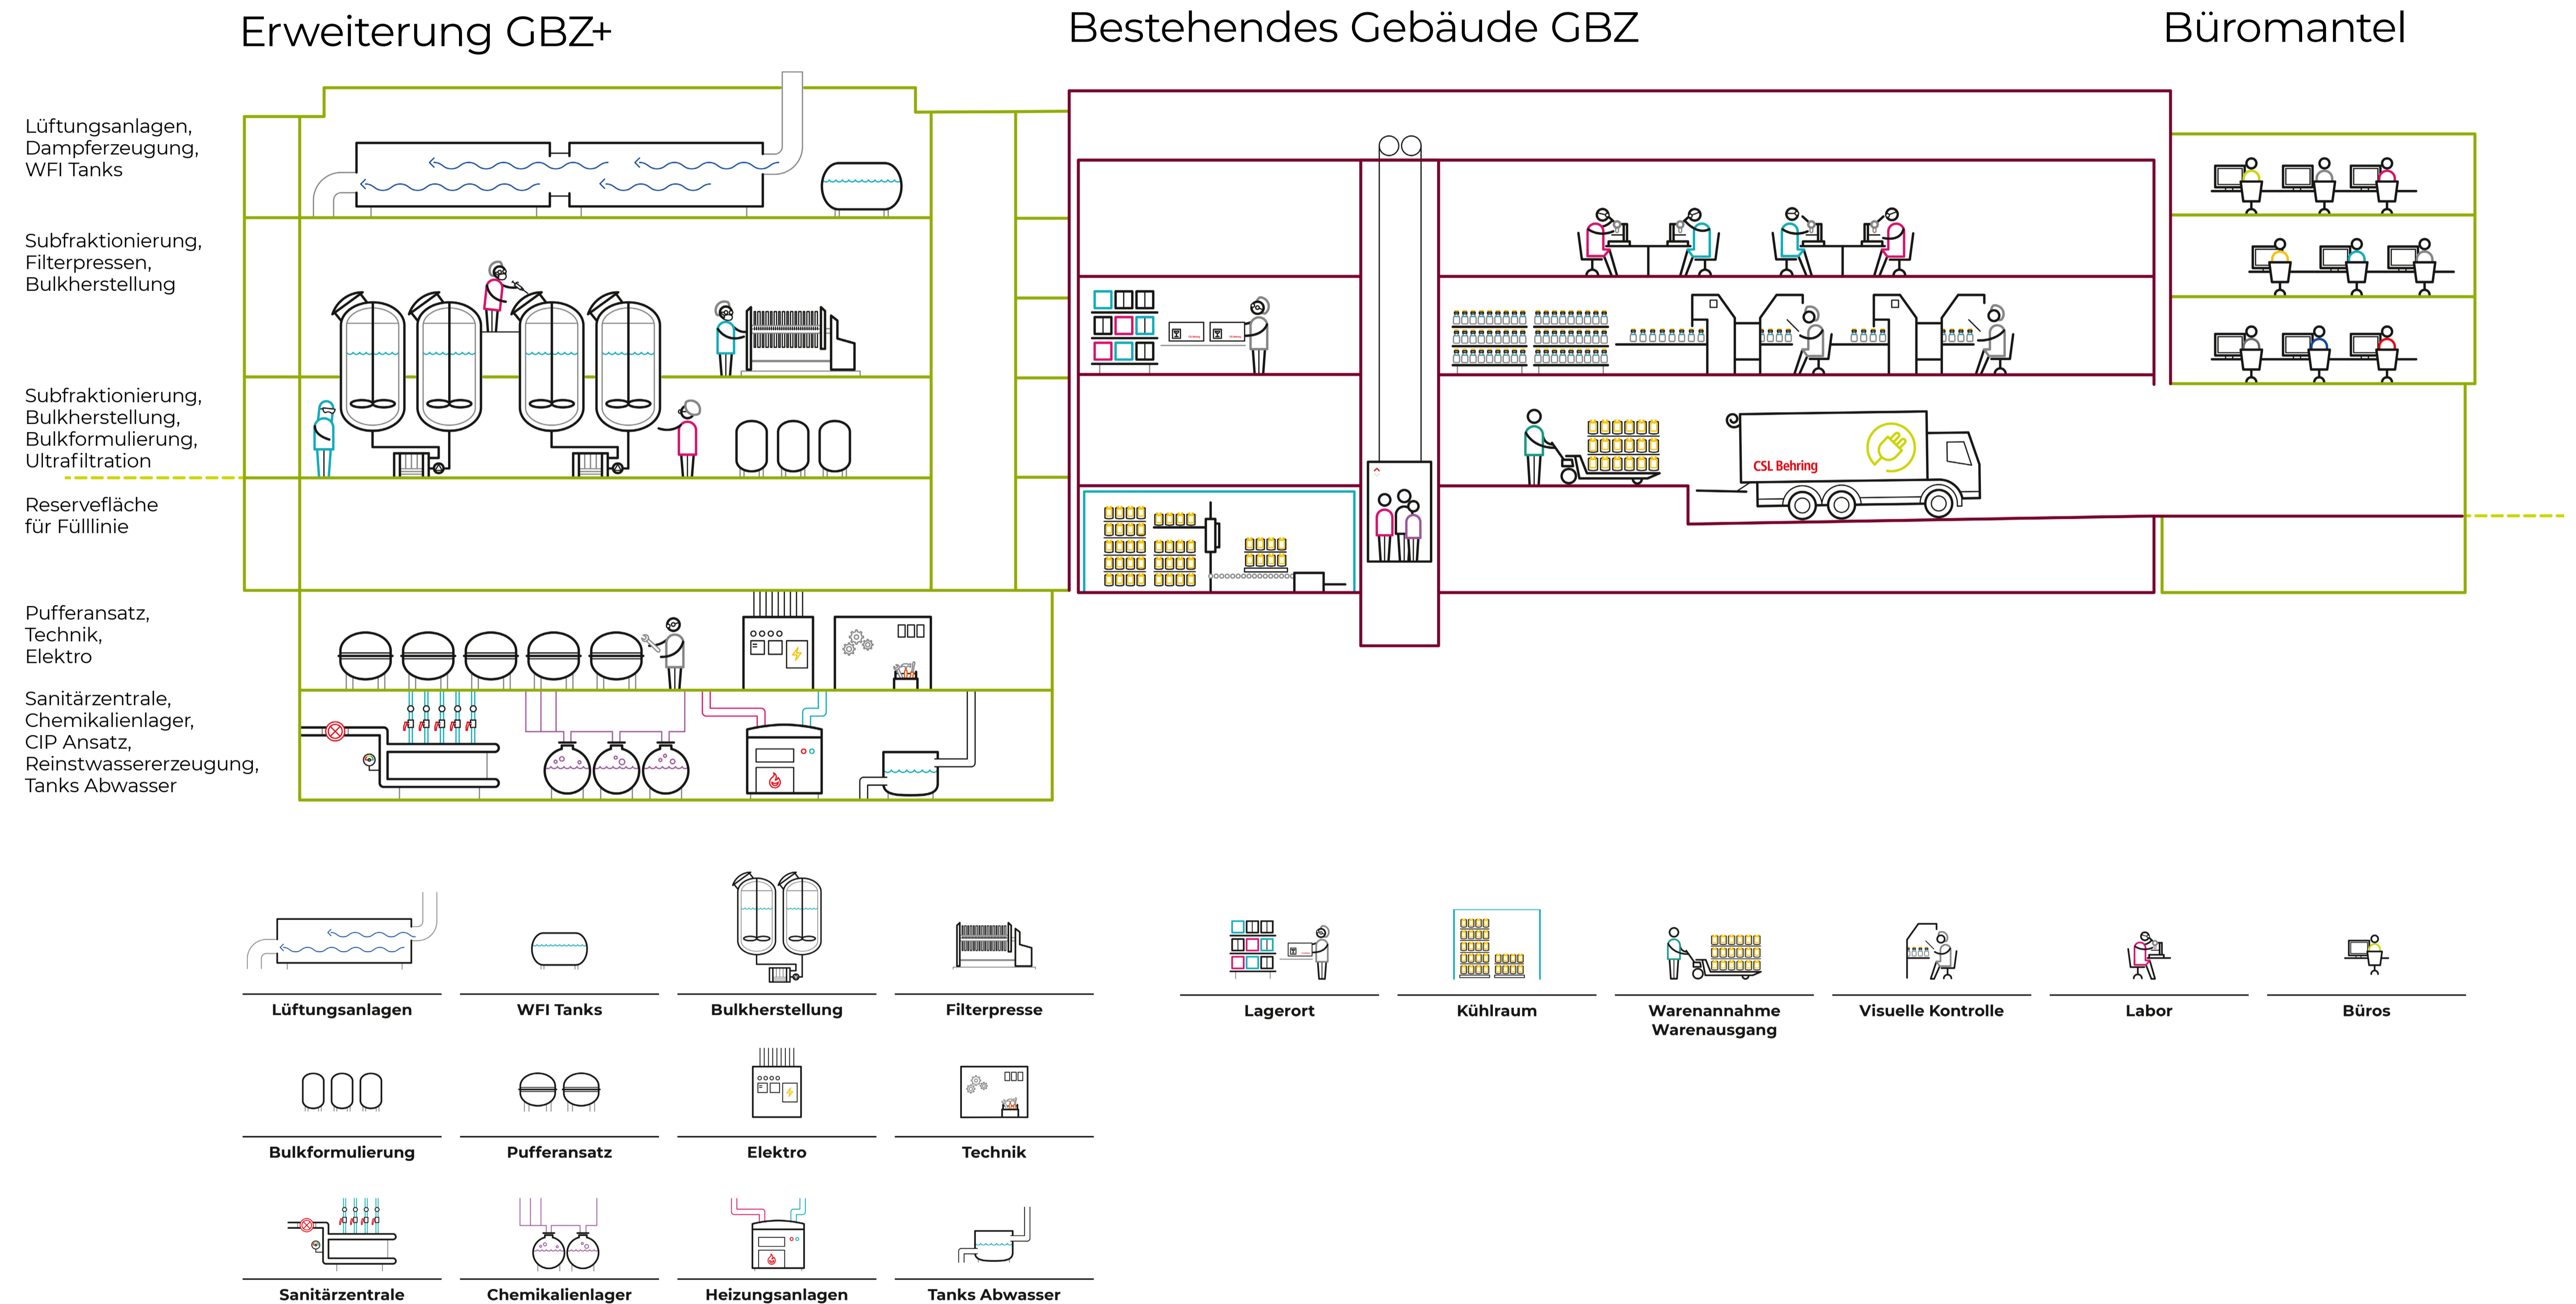 Erweiterung GBZ+
Bestehendes Gebäude GBZ
Büromantel
Lüftungsanlagen,
Dampferzeugung,
WFI Tanks
Subfraktionierung,
Filterpressen,
Bulkherstellung
Subfraktionierung,
Bulkherstellung,
Bulkformulierung,
Ultrafiltration
Reservefläche
für Fülllinie
Pufferansatz,
Technik,
Elektro
Sanitärzentrale,
Chemikalienlager,
CIP Ansatz,
Reinstwassererzeugung,
Tanks Abwasser
CSL Behring
Lüftungsanlagen
WFI Tanks
Bulkherstellung
Filterpresse
Lagerort
Kühlraum
Warenannahme
Warenausgang
Visuelle Kontrolle
Labor
Büros
Bulkformulierung
Pufferansatz
Elektro
Technik
Sanitärzentrale
Chemikalienlager
Heizungsanlagen
Tanks Abwasser